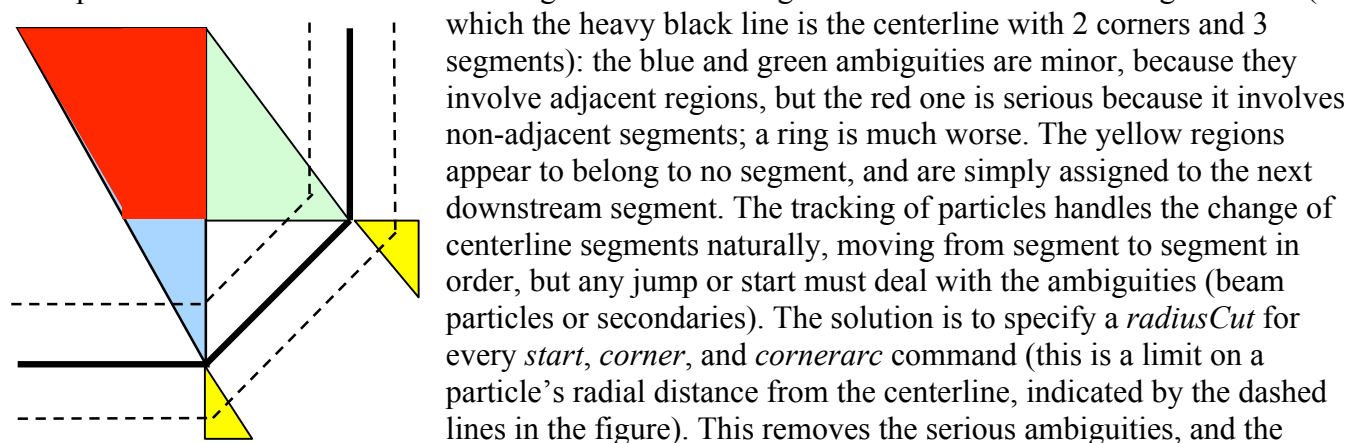 which the heavy black line is the centerline with 2 corners and 3
segments): the blue and green ambiguities are minor, because they
involve adjacent regions, but the red one is serious because it involves
non-adjacent segments; a ring is much worse. The yellow regions
appear to belong to no segment, and are simply assigned to the next
downstream segment. The tracking of particles handles the change of
centerline segments naturally, moving from segment to segment in
order, but any jump or start must deal with the ambiguities (beam
particles or secondaries). The solution is to specify a radiusCut for
every start, corner, and cornerarc command (this is a limit on a
particle’s radial distance from the centerline, indicated by the dashed
lines in the figure). This removes the serious ambiguities, and the